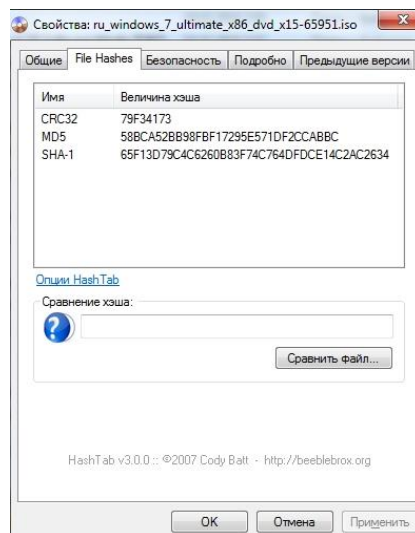 Свойства: ru_windows_7_ultimate_x86_dvd_x15-65951.iso
Общие File Hashes Безопасность Подробно Предыдущие версии
Имя Величина хэша
CRC32 79F34173
MD5 58BCA52BB98FBF17295E571DF2CCABBC
SHA-1 65F13D79C4C6260B83F74C764DFDCE14C2AC2634
Опции HashTab
Сравнение хэша:
Сравнить файл...
HashTab v3.0.0 :: ©2007 Cody Batt - http://beeblebrox.org
OK Отмена Применить